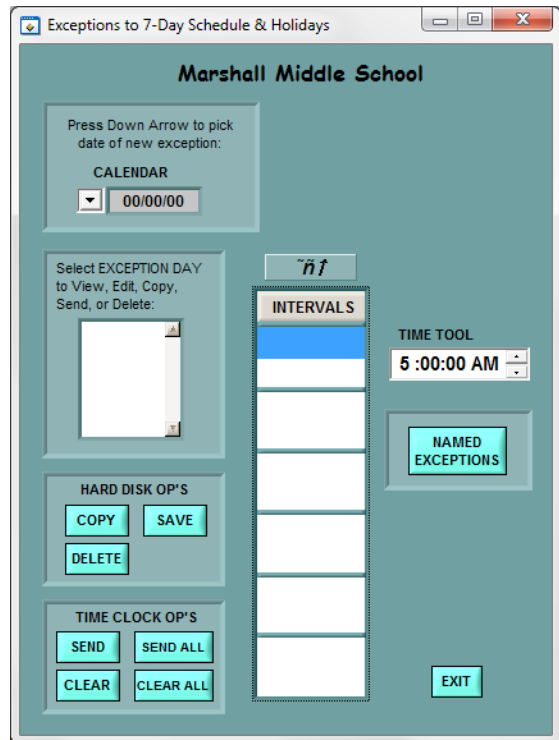 Exceptions to 7-Day Schedule & Holidays
Marshall Middle School
Press Down Arrow to pick
date of new exception:
CALENDAR
00/00/00
Select EXCEPTION DAY
to View, Edit, Copy,
Send, or Delete:
˜ñ↑
INTERVALS
TIME TOOL
5 :00:00 AM
NAMED
EXCEPTIONS
HARD DISK OP'S
COPY SAVE
DELETE
TIME CLOCK OP'S
SEND SEND ALL
CLEAR CLEAR ALL
EXIT